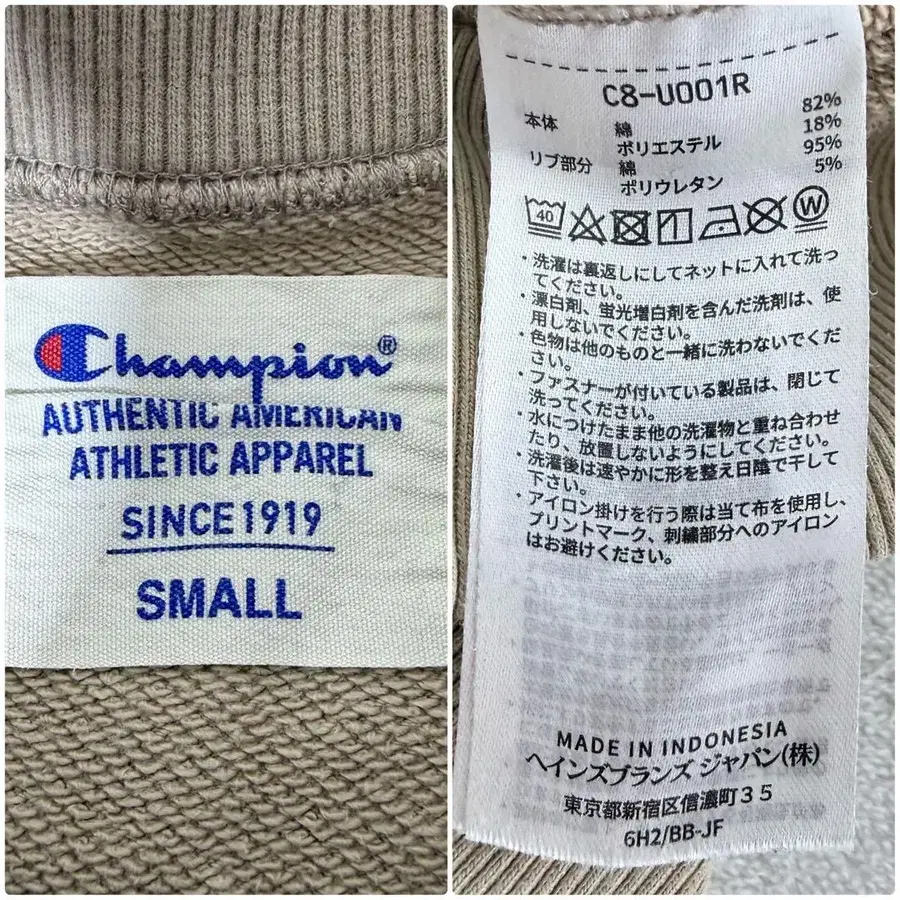 Champion®
AUTHENTIC AMERICAN
ATHLETIC APPAREL
SINCE 1919
SMALL
C8-U001R
本体 綿 82%
ポリエステル 18%
リブ部分 綿 95%
ポリウレタン 5%
40
W
・洗濯は裏返しにしてネットに入れて洗っ
てください。
・漂白剤、蛍光増白剤を含んだ洗剤は、使
用しないでください。
・色物は他のものと一緒に洗わないでくだ
さい。
・ファスナーが付いている製品は、閉じて
洗ってください。
・水につけたまま他の洗濯物と重ね合わせ
たり、放置しないようにしてください。
・洗濯後は速やかに形を整え日陰で干して
下さい。
・アイロン掛けを行う際は当て布を使用し、
プリントマーク、刺繍部分へのアイロン
はお避けください。
MADE IN INDONESIA
ヘインズブランズ ジャパン(株)
東京都新宿区信濃町35
6H2/BB-JF